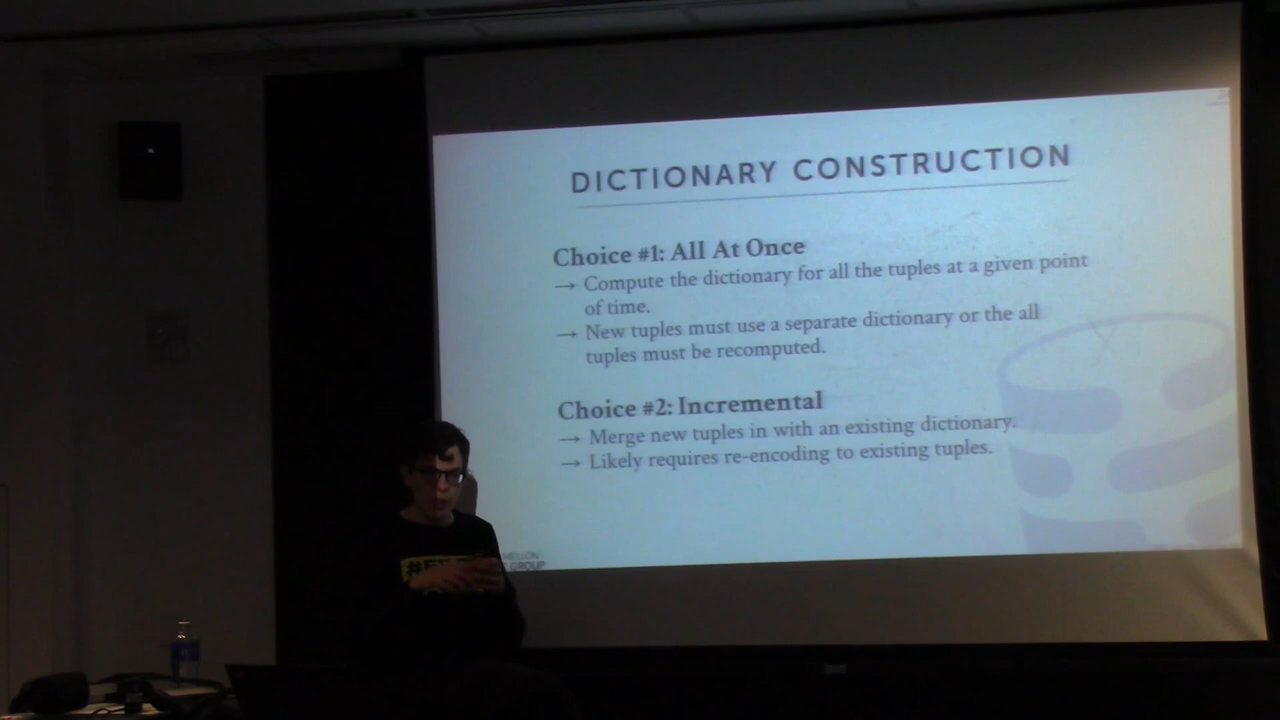 DICTIONARY CONSTRUCTION
Choice #1: All At Once
→ Compute the dictionary for all the tuples at a given point
of time.
→ New tuples must use a separate dictionary or the all
tuples must be recomputed.
Choice #2: Incremental
→ Merge new tuples in with an existing dictionary.
→ Likely requires re-encoding to existing tuples.
MELLON
GROUP